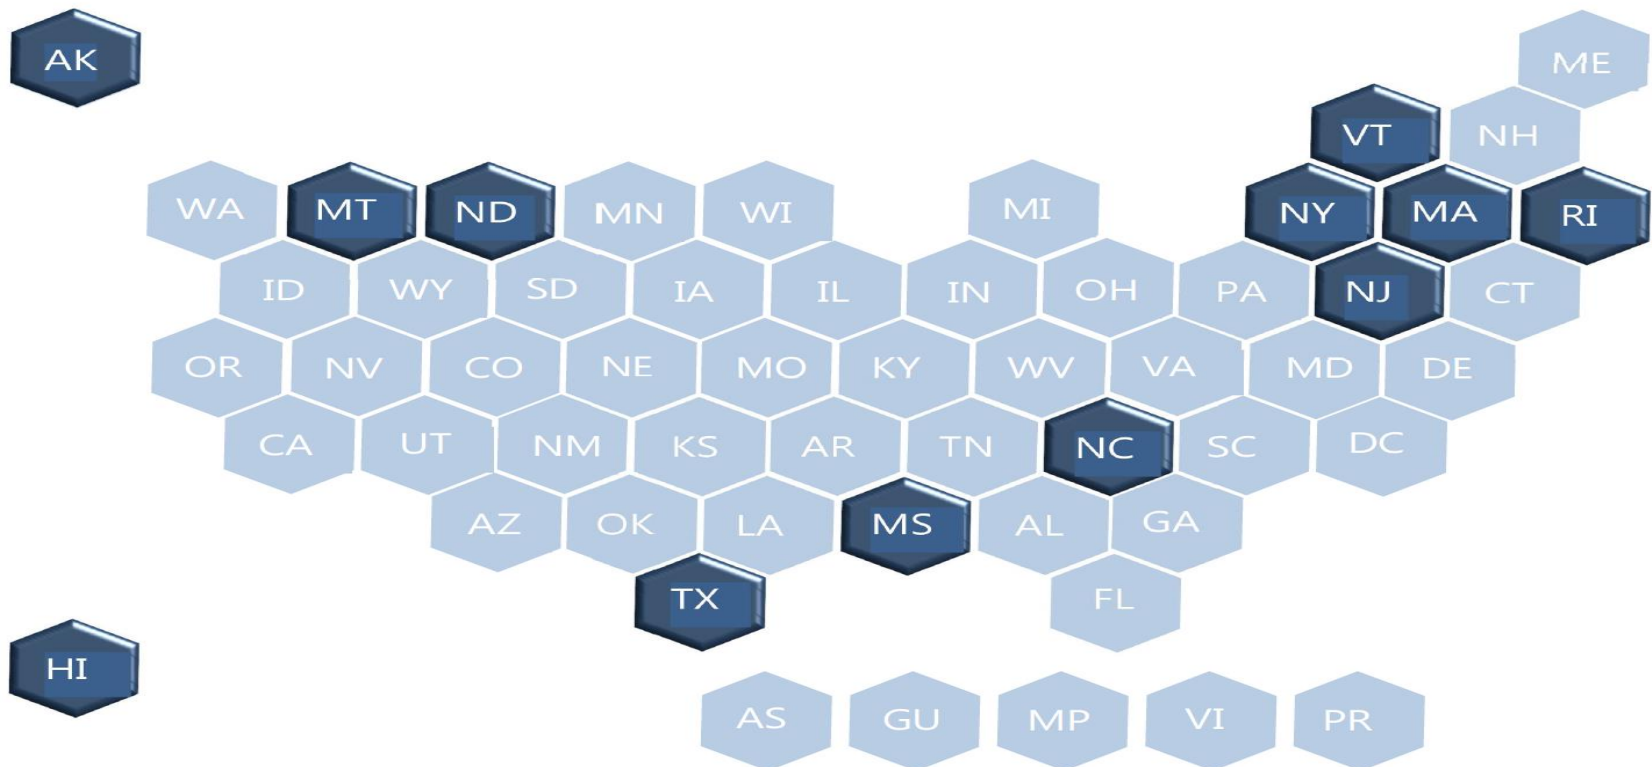 AK
ME
VT NH
WA MT ND MN WI MI NY MA RI
ID WY SD IA IL IN OH PA NJ CT
OR NV CO NE MO KY WV VA MD DE
CA UT NM KS AR TN NC SC DC
AZ OK LA MS AL GA
TX FL
HI
AS GU MP VI PR